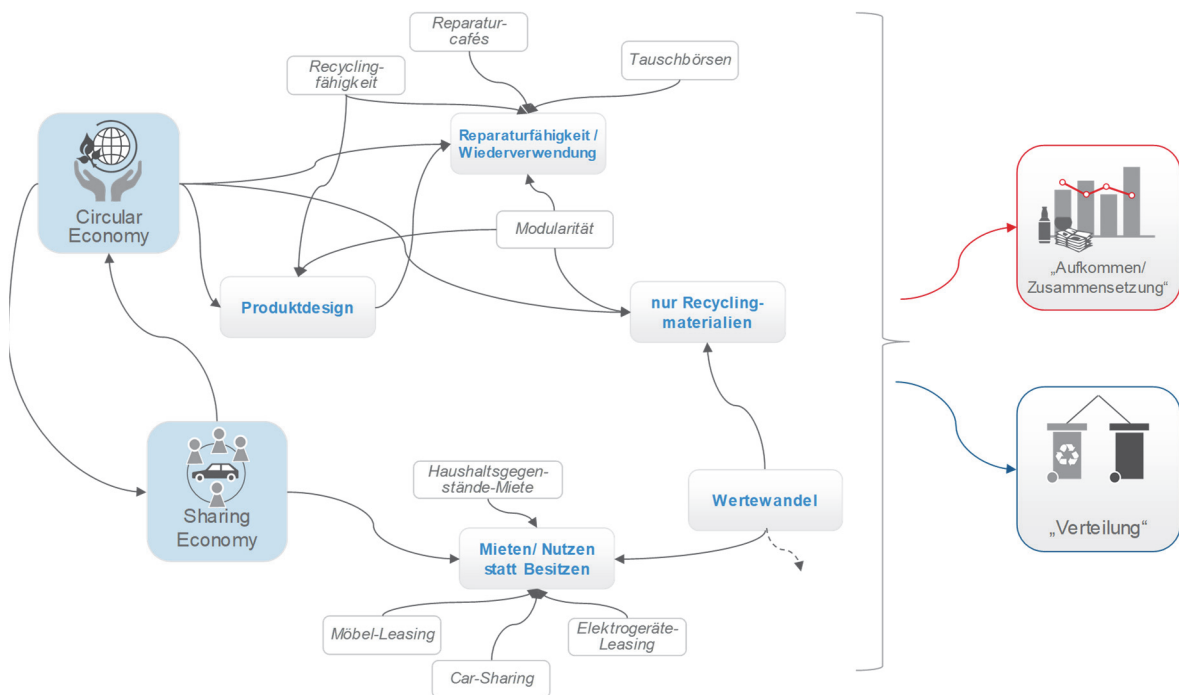 Reparatur-
cafés
Recycling-
fähigkeit
Tauschbörsen
Reparaturfähigkeit /
Wiederverwendung
Circular
Economy
Modularität
Produktdesign
nur Recycling-
materialien
„Aufkommen/
Zusammensetzung“
Sharing
Economy
Haushaltsgegen-
stände-Miete
Wertewandel
Mieten/ Nutzen
statt Besitzen
„Verteilung“
Möbel-Leasing
Elektrogeräte-
Leasing
Car-Sharing